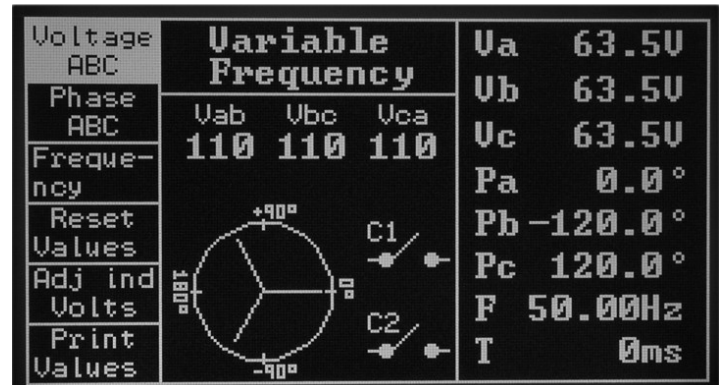 Voltage
ABC
Phase
ABC
Freque-
ncy
Reset
Values
Adj ind
Volts
Print
Values
Variable
Frequency
Vab Vbc Vca
110 110 110
+90°
180°
0°
-90°
C1
C2
Va 63.5V
Vb 63.5V
Vc 63.5V
Pa 0.0°
Pb -120.0°
Pc 120.0°
F 50.00Hz
T 0ms